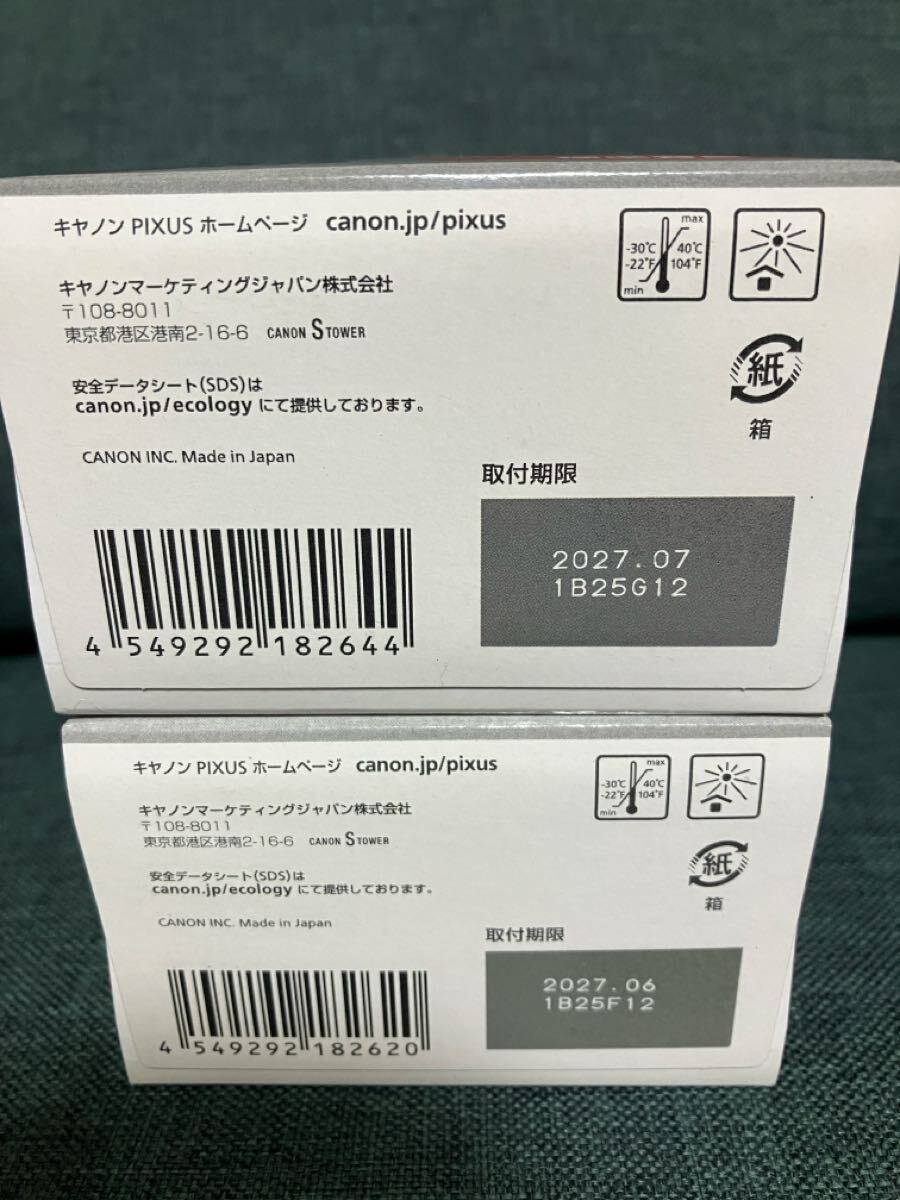 キヤノン PIXUS ホームページ canon.jp/pixus
キヤノンマーケティングジャパン株式会社
〒108-8011
東京都港区港南2-16-6 CANON S TOWER
安全データシート(SDS)は
canon.jp/ecology にて提供しております。
CANON INC. Made in Japan
max
-30℃ 40℃
-22°F 104°F
min
紙
箱
取付期限
2027.07
1B25G12
4 549292 182644
キヤノン PIXUS ホームページ canon.jp/pixus
キヤノンマーケティングジャパン株式会社
〒108-8011
東京都港区港南2-16-6 CANON S TOWER
安全データシート(SDS)は
canon.jp/ecology にて提供しております。
CANON INC. Made in Japan
max
-30℃ 40℃
-22°F 104°F
min
紙
箱
取付期限
2027.06
1B25F12
4 549292 182620